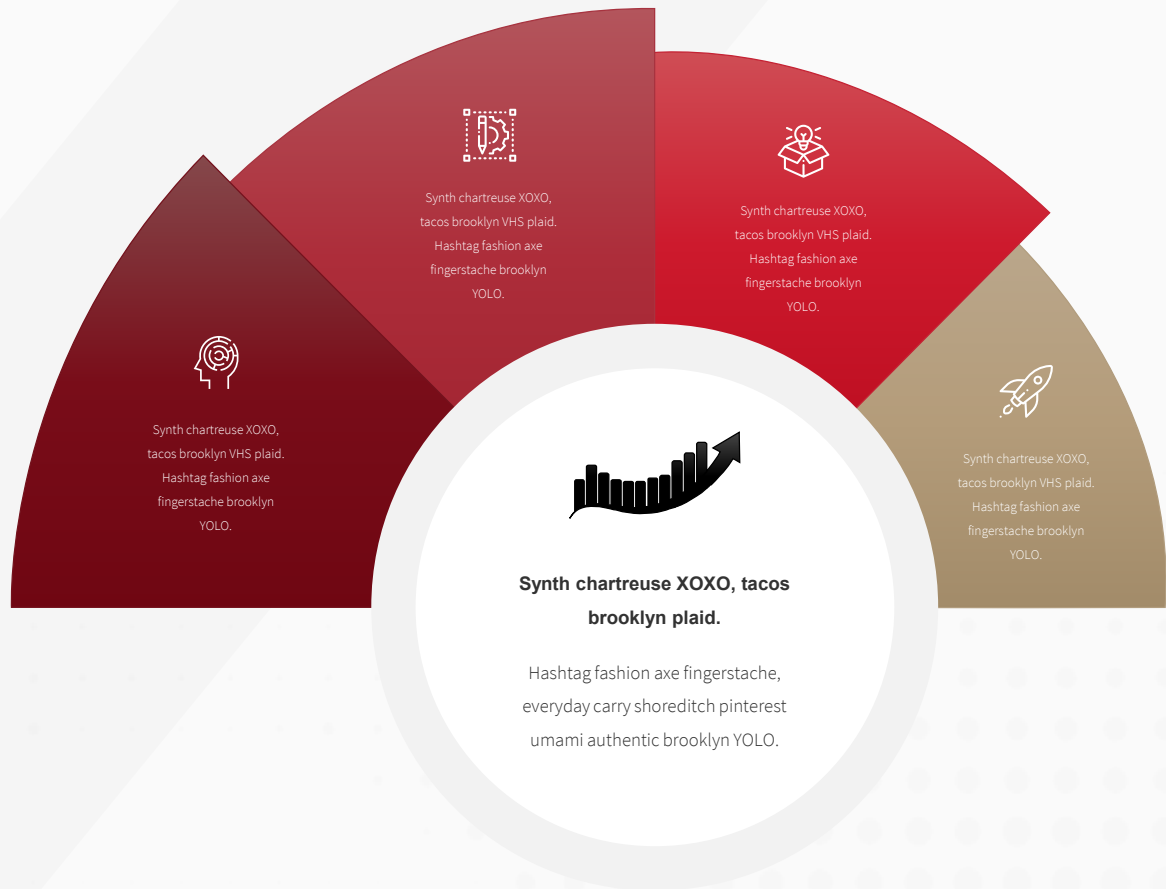 Synth chartreuse XOXO,
tacos brooklyn VHS plaid.
Hashtag fashion axe
fingerstache brooklyn
YOLO.
Synth chartreuse XOXO,
tacos brooklyn VHS plaid.
Hashtag fashion axe
fingerstache brooklyn
YOLO.
Synth chartreuse XOXO,
tacos brooklyn VHS plaid.
Hashtag fashion axe
fingerstache brooklyn
YOLO.
Synth chartreuse XOXO,
tacos brooklyn VHS plaid.
Hashtag fashion axe
fingerstache brooklyn
YOLO.
Synth chartreuse XOXO, tacos
brooklyn plaid.
Hashtag fashion axe fingerstache,
everyday carry shoreditch pinterest
umami authentic brooklyn YOLO.